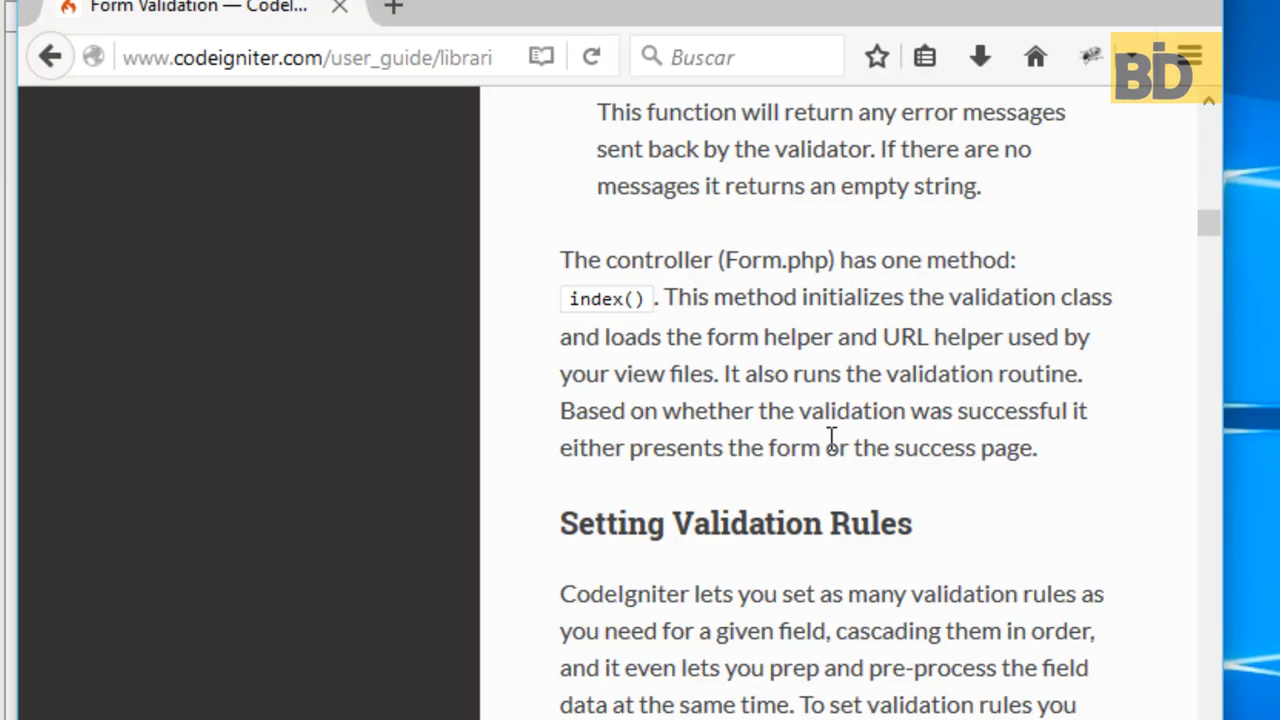 Form Validation — CodeI...
www.codeigniter.com/user_guide/librari
Buscar
BID
This function will return any error messages
sent back by the validator. If there are no
messages it returns an empty string.
The controller (Form.php) has one method:
index(). This method initializes the validation class
and loads the form helper and URL helper used by
your view files. It also runs the validation routine.
Based on whether the validation was successful it
either presents the form or the success page.
Setting Validation Rules
CodeIgniter lets you set as many validation rules as
you need for a given field, cascading them in order,
and it even lets you prep and pre-process the field
data at the same time. To set validation rules you